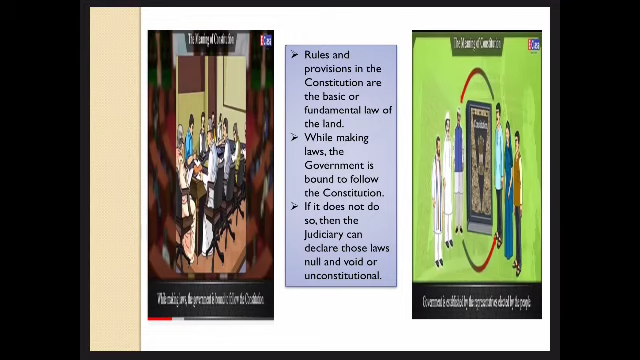 The Meaning of Constitution
While making laws, the government is bound to follow the Constitution.
➢ Rules and
provisions in the
Constitution are
the basic or
fundamental law of
the land.
➢ While making
laws, the
Government is
bound to follow
the Constitution.
➢ If it does not do
so, then the
Judiciary can
declare those laws
null and void or
unconstitutional.
The Meaning of Constitution
Constitution
Government is established by the representatives elected by the people.